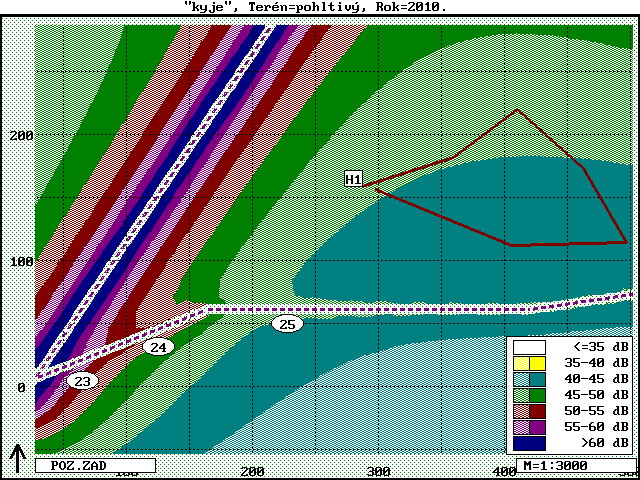 "kyje", Terén=pohltivý, Rok=2010.
200
H1
100
25
24
<=35 dB
35-40 dB
23
40-45 dB
0
45-50 dB
50-55 dB
55-60 dB
>60 dB
POZ.ZAD
200
300
400
M=1:3000